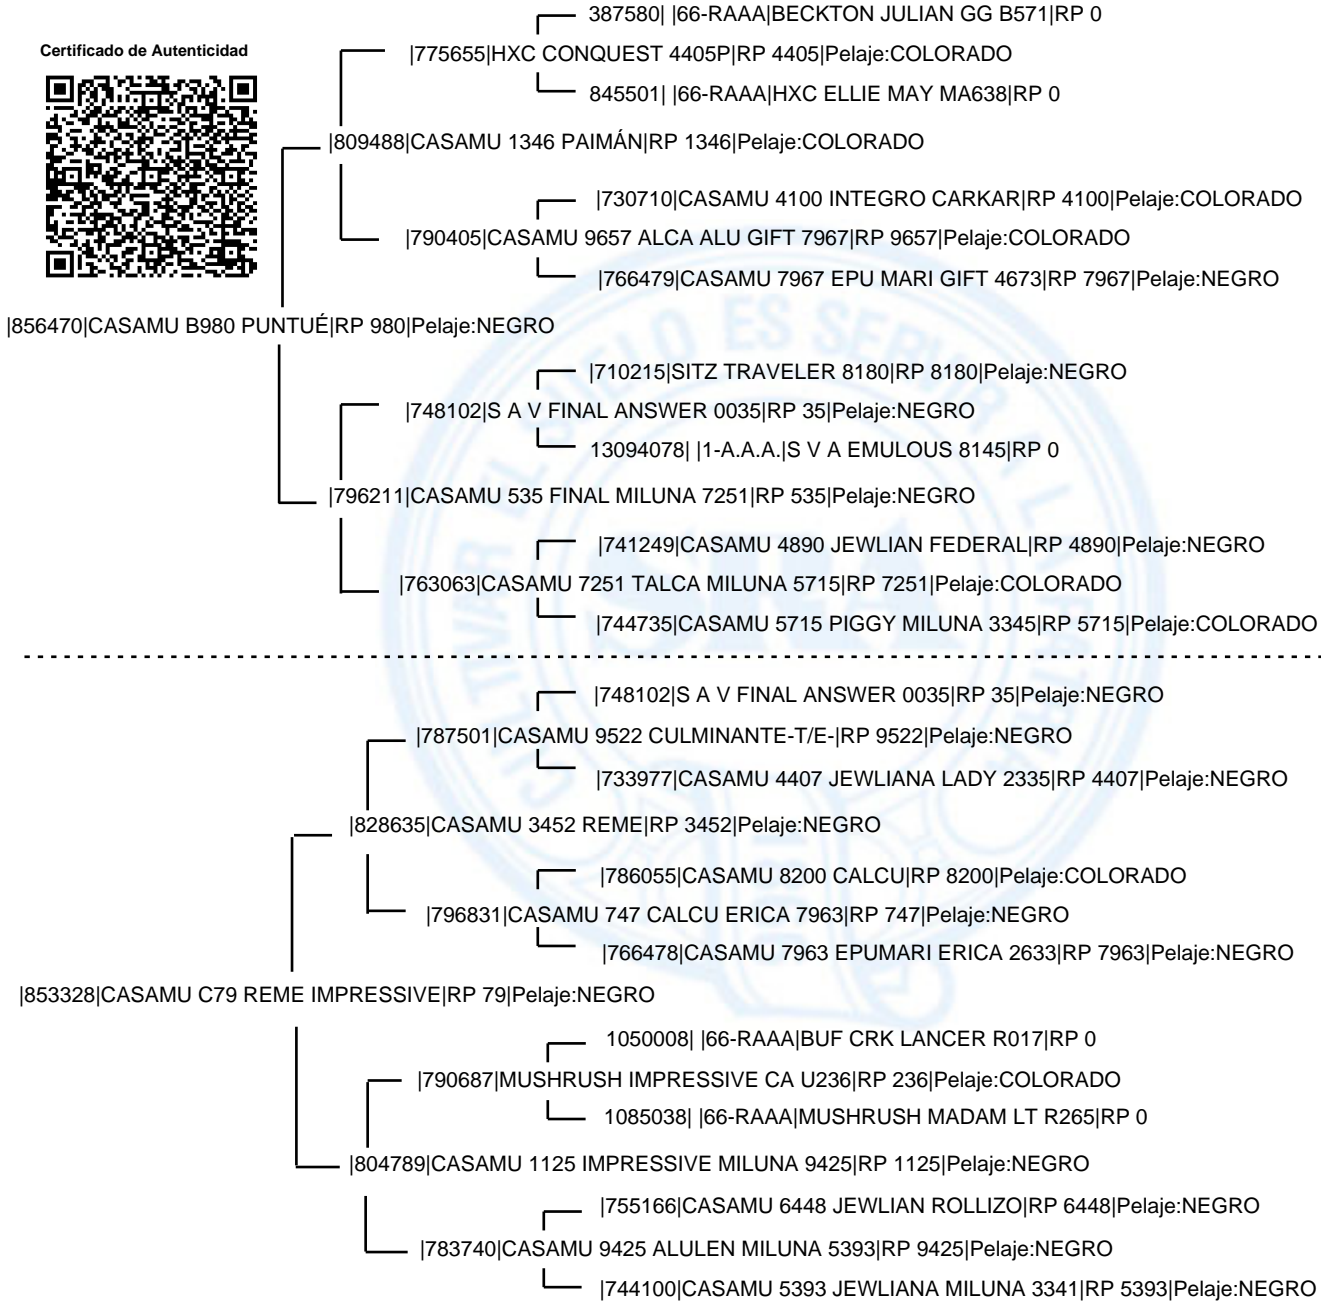 387580| |66-RAAA|BECKTON JULIAN GG B571|RP 0
Certificado de Autenticidad
|775655|HXC CONQUEST 4405P|RP 4405|Pelaje:COLORADO
845501| |66-RAAA|HXC ELLIE MAY MA638|RP 0
|809488|CASAMU 1346 PAIMÁN|RP 1346|Pelaje:COLORADO
|730710|CASAMU 4100 INTEGRO CARKAR|RP 4100|Pelaje:COLORADO
|790405|CASAMU 9657 ALCA ALU GIFT 7967|RP 9657|Pelaje:COLORADO
|766479|CASAMU 7967 EPU MARI GIFT 4673|RP 7967|Pelaje:NEGRO
|856470|CASAMU B980 PUNTUÉ|RP 980|Pelaje:NEGRO
|710215|SITZ TRAVELER 8180|RP 8180|Pelaje:NEGRO
|748102|S A V FINAL ANSWER 0035|RP 35|Pelaje:NEGRO
13094078| |1-A.A.A.|S V A EMULOUS 8145|RP 0
|796211|CASAMU 535 FINAL MILUNA 7251|RP 535|Pelaje:NEGRO
|741249|CASAMU 4890 JEWLIAN FEDERAL|RP 4890|Pelaje:NEGRO
|763063|CASAMU 7251 TALCA MILUNA 5715|RP 7251|Pelaje:COLORADO
|744735|CASAMU 5715 PIGGY MILUNA 3345|RP 5715|Pelaje:COLORADO
|748102|S A V FINAL ANSWER 0035|RP 35|Pelaje:NEGRO
|787501|CASAMU 9522 CULMINANTE-T/E-|RP 9522|Pelaje:NEGRO
|733977|CASAMU 4407 JEWLIANA LADY 2335|RP 4407|Pelaje:NEGRO
|828635|CASAMU 3452 REME|RP 3452|Pelaje:NEGRO
|786055|CASAMU 8200 CALCU|RP 8200|Pelaje:COLORADO
|796831|CASAMU 747 CALCU ERICA 7963|RP 747|Pelaje:NEGRO
|766478|CASAMU 7963 EPUMARI ERICA 2633|RP 7963|Pelaje:NEGRO
|853328|CASAMU C79 REME IMPRESSIVE|RP 79|Pelaje:NEGRO
1050008| |66-RAAA|BUF CRK LANCER R017|RP 0
|790687|MUSHRUSH IMPRESSIVE CA U236|RP 236|Pelaje:COLORADO
1085038| |66-RAAA|MUSHRUSH MADAM LT R265|RP 0
|804789|CASAMU 1125 IMPRESSIVE MILUNA 9425|RP 1125|Pelaje:NEGRO
|755166|CASAMU 6448 JEWLIAN ROLLIZO|RP 6448|Pelaje:NEGRO
|783740|CASAMU 9425 ALULEN MILUNA 5393|RP 9425|Pelaje:NEGRO
|744100|CASAMU 5393 JEWLIANA MILUNA 3341|RP 5393|Pelaje:NEGRO
CULTIVAR EL SUELO ES SERVIR A LA PATRIA
SRA
1866